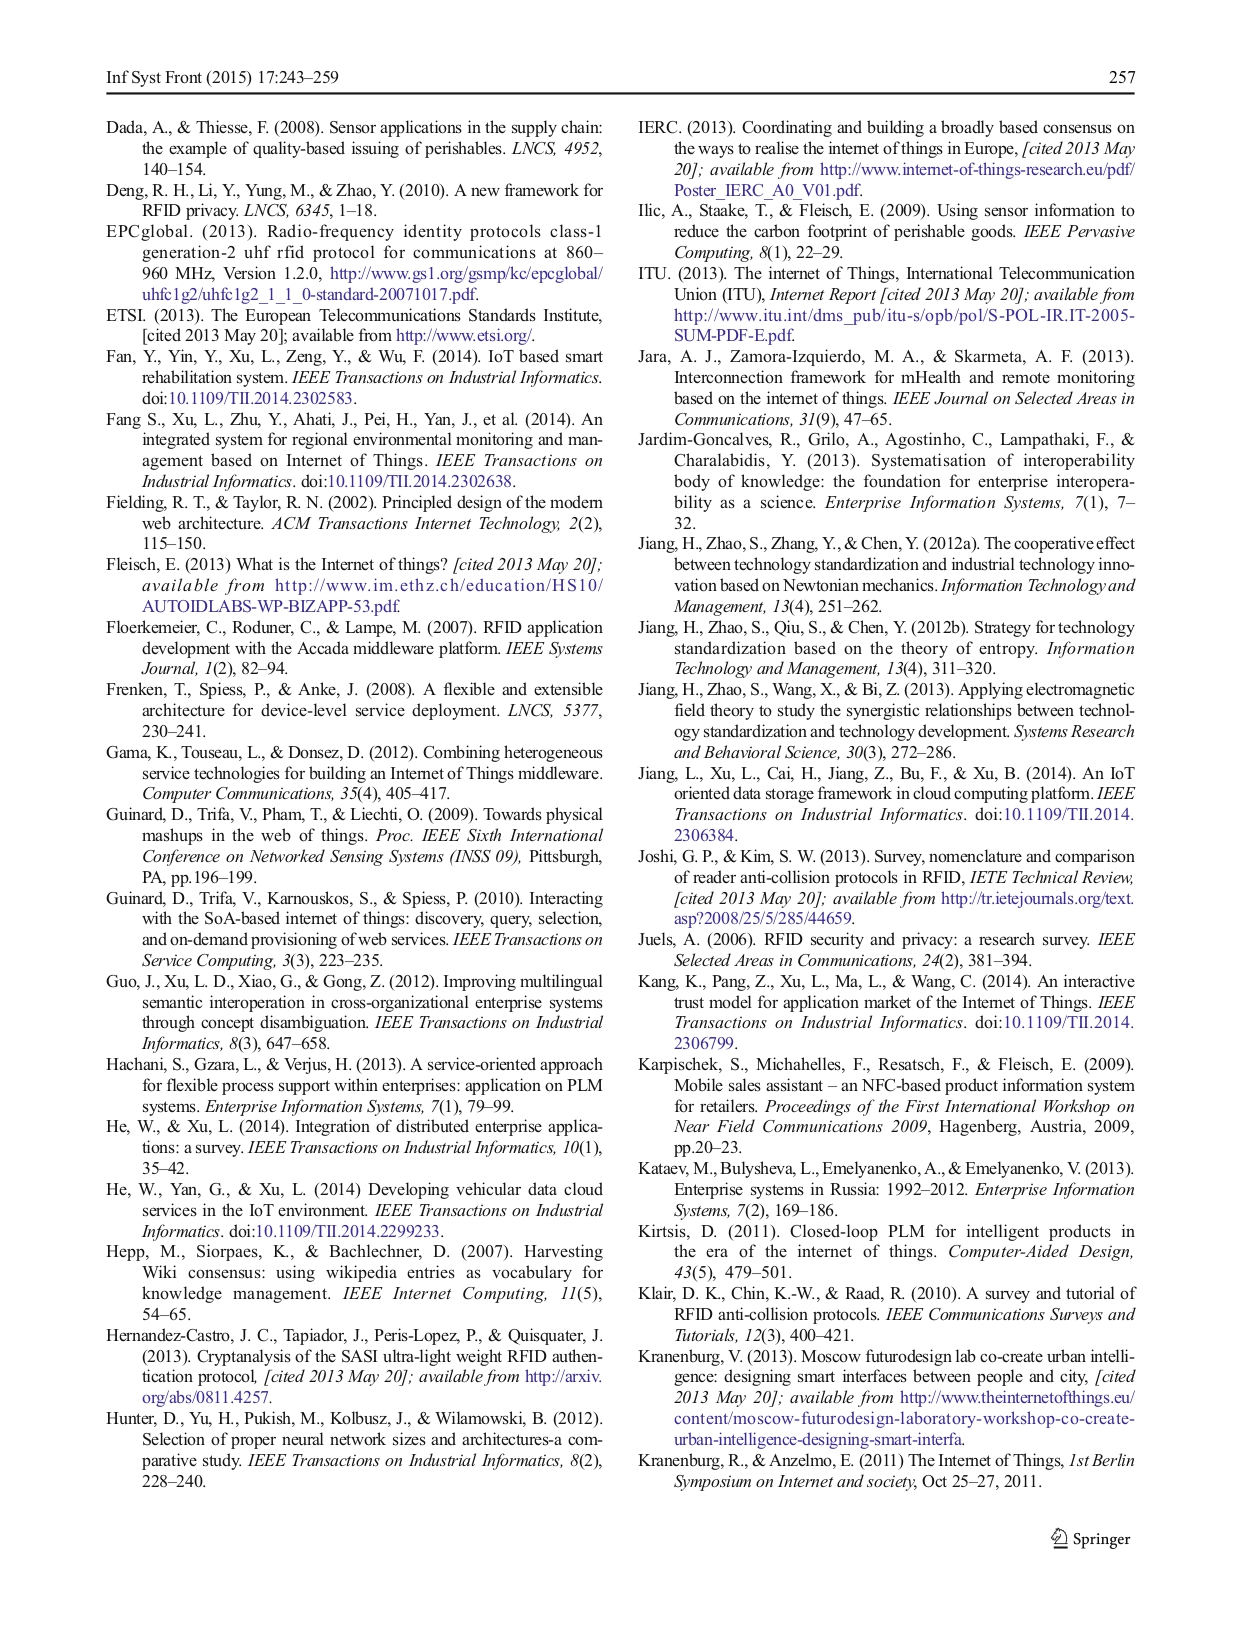 Inf Syst Front (2015) 17:243–259
257
Dada, A., & Thiesse, F. (2008). Sensor applications in the supply chain:
the example of quality-based issuing of perishables. LNCS, 4952,
140–154.
Deng, R. H., Li, Y., Yung, M., & Zhao, Y. (2010). A new framework for
RFID privacy. LNCS, 6345, 1–18.
EPCglobal. (2013). Radio-frequency identity protocols class-1
generation-2 uhf rfid protocol for communications at 860–
960 MHz, Version 1.2.0, http://www.gs1.org/gsmp/kc/epcglobal/
uhfc1g2/uhfc1g2_1_1_0-standard-20071017.pdf.
ETSI. (2013). The European Telecommunications Standards Institute,
[cited 2013 May 20]; available from http://www.etsi.org/.
Fan, Y., Yin, Y., Xu, L., Zeng, Y., & Wu, F. (2014). IoT based smart
rehabilitation system. IEEE Transactions on Industrial Informatics.
doi:10.1109/TII.2014.2302583.
Fang S., Xu, L., Zhu, Y., Ahati, J., Pei, H., Yan, J., et al. (2014). An
integrated system for regional environmental monitoring and man-
agement based on Internet of Things. IEEE Transactions on
Industrial Informatics. doi:10.1109/TII.2014.2302638.
Fielding, R. T., & Taylor, R. N. (2002). Principled design of the modern
web architecture. ACM Transactions Internet Technology, 2(2),
115–150.
Fleisch, E. (2013) What is the Internet of things? [cited 2013 May 20];
available from http://www.im.ethz.ch/education/HS10/
AUTOIDLABS-WP-BIZAPP-53.pdf.
Floerkemeier, C., Roduner, C., & Lampe, M. (2007). RFID application
development with the Accada middleware platform. IEEE Systems
Journal, 1(2), 82–94.
Frenken, T., Spiess, P., & Anke, J. (2008). A flexible and extensible
architecture for device-level service deployment. LNCS, 5377,
230–241.
Gama, K., Touseau, L., & Donsez, D. (2012). Combining heterogeneous
service technologies for building an Internet of Things middleware.
Computer Communications, 35(4), 405–417.
Guinard, D., Trifa, V., Pham, T., & Liechti, O. (2009). Towards physical
mashups in the web of things. Proc. IEEE Sixth International
Conference on Networked Sensing Systems (INSS 09), Pittsburgh,
PA, pp.196–199.
Guinard, D., Trifa, V., Karnouskos, S., & Spiess, P. (2010). Interacting
with the SoA-based internet of things: discovery, query, selection,
and on-demand provisioning of web services. IEEE Transactions on
Service Computing, 3(3), 223–235.
Guo, J., Xu, L. D., Xiao, G., & Gong, Z. (2012). Improving multilingual
semantic interoperation in cross-organizational enterprise systems
through concept disambiguation. IEEE Transactions on Industrial
Informatics, 8(3), 647–658.
Hachani, S., Gzara, L., & Verjus, H. (2013). A service-oriented approach
for flexible process support within enterprises: application on PLM
systems. Enterprise Information Systems, 7(1), 79–99.
He, W., & Xu, L. (2014). Integration of distributed enterprise applica-
tions: a survey. IEEE Transactions on Industrial Informatics, 10(1),
35–42.
He, W., Yan, G., & Xu, L. (2014) Developing vehicular data cloud
services in the IoT environment. IEEE Transactions on Industrial
Informatics. doi:10.1109/TII.2014.2299233.
Hepp, M., Siorpaes, K., & Bachlechner, D. (2007). Harvesting
Wiki consensus: using wikipedia entries as vocabulary for
knowledge management. IEEE Internet Computing, 11(5),
54–65.
Hernandez-Castro, J. C., Tapiador, J., Peris-Lopez, P., & Quisquater, J.
(2013). Cryptanalysis of the SASI ultra-light weight RFID authen-
tication protocol, [cited 2013 May 20]; available from http://arxiv.
org/abs/0811.4257.
Hunter, D., Yu, H., Pukish, M., Kolbusz, J., & Wilamowski, B. (2012).
Selection of proper neural network sizes and architectures-a com-
parative study. IEEE Transactions on Industrial Informatics, 8(2),
228–240.
IERC. (2013). Coordinating and building a broadly based consensus on
the ways to realise the internet of things in Europe, [cited 2013 May
20]; available from http://www.internet-of-things-research.eu/pdf/
Poster_IERC_A0_V01.pdf.
Ilic, A., Staake, T., & Fleisch, E. (2009). Using sensor information to
reduce the carbon footprint of perishable goods. IEEE Pervasive
Computing, 8(1), 22–29.
ITU. (2013). The internet of Things, International Telecommunication
Union (ITU), Internet Report [cited 2013 May 20]; available from
http://www.itu.int/dms_pub/itu-s/opb/pol/S-POL-IR.IT-2005-
SUM-PDF-E.pdf.
Jara, A. J., Zamora-Izquierdo, M. A., & Skarmeta, A. F. (2013).
Interconnection framework for mHealth and remote monitoring
based on the internet of things. IEEE Journal on Selected Areas in
Communications, 31(9), 47–65.
Jardim-Goncalves, R., Grilo, A., Agostinho, C., Lampathaki, F., &
Charalabidis, Y. (2013). Systematisation of interoperability
body of knowledge: the foundation for enterprise interopera-
bility as a science. Enterprise Information Systems, 7(1), 7–
32.
Jiang, H., Zhao, S., Zhang, Y., & Chen, Y. (2012a). The cooperative effect
between technology standardization and industrial technology inno-
vation based on Newtonian mechanics. Information Technology and
Management, 13(4), 251–262.
Jiang, H., Zhao, S., Qiu, S., & Chen, Y. (2012b). Strategy for technology
standardization based on the theory of entropy. Information
Technology and Management, 13(4), 311–320.
Jiang, H., Zhao, S., Wang, X., & Bi, Z. (2013). Applying electromagnetic
field theory to study the synergistic relationships between technol-
ogy standardization and technology development. Systems Research
and Behavioral Science, 30(3), 272–286.
Jiang, L., Xu, L., Cai, H., Jiang, Z., Bu, F., & Xu, B. (2014). An IoT
oriented data storage framework in cloud computing platform. IEEE
Transactions on Industrial Informatics. doi:10.1109/TII.2014.
2306384.
Joshi, G. P., & Kim, S. W. (2013). Survey, nomenclature and comparison
of reader anti-collision protocols in RFID, IETE Technical Review,
[cited 2013 May 20]; available from http://tr.ietejournals.org/text.
asp?2008/25/5/285/44659.
Juels, A. (2006). RFID security and privacy: a research survey. IEEE
Selected Areas in Communications, 24(2), 381–394.
Kang, K., Pang, Z., Xu, L., Ma, L., & Wang, C. (2014). An interactive
trust model for application market of the Internet of Things. IEEE
Transactions on Industrial Informatics. doi:10.1109/TII.2014.
2306799.
Karpischek, S., Michahelles, F., Resatsch, F., & Fleisch, E. (2009).
Mobile sales assistant – an NFC-based product information system
for retailers. Proceedings of the First International Workshop on
Near Field Communications 2009, Hagenberg, Austria, 2009,
pp.20–23.
Kataev, M., Bulysheva, L., Emelyanenko, A., & Emelyanenko, V. (2013).
Enterprise systems in Russia: 1992–2012. Enterprise Information
Systems, 7(2), 169–186.
Kirtsis, D. (2011). Closed-loop PLM for intelligent products in
the era of the internet of things. Computer-Aided Design,
43(5), 479–501.
Klair, D. K., Chin, K.-W., & Raad, R. (2010). A survey and tutorial of
RFID anti-collision protocols. IEEE Communications Surveys and
Tutorials, 12(3), 400–421.
Kranenburg, V. (2013). Moscow futurodesign lab co-create urban intelli-
gence: designing smart interfaces between people and city, [cited
2013 May 20]; available from http://www.theinternetofthings.eu/
content/moscow-futurodesign-laboratory-workshop-co-create-
urban-intelligence-designing-smart-interfa.
Kranenburg, R., & Anzelmo, E. (2011) The Internet of Things, 1st Berlin
Symposium on Internet and society, Oct 25–27, 2011.
Springer